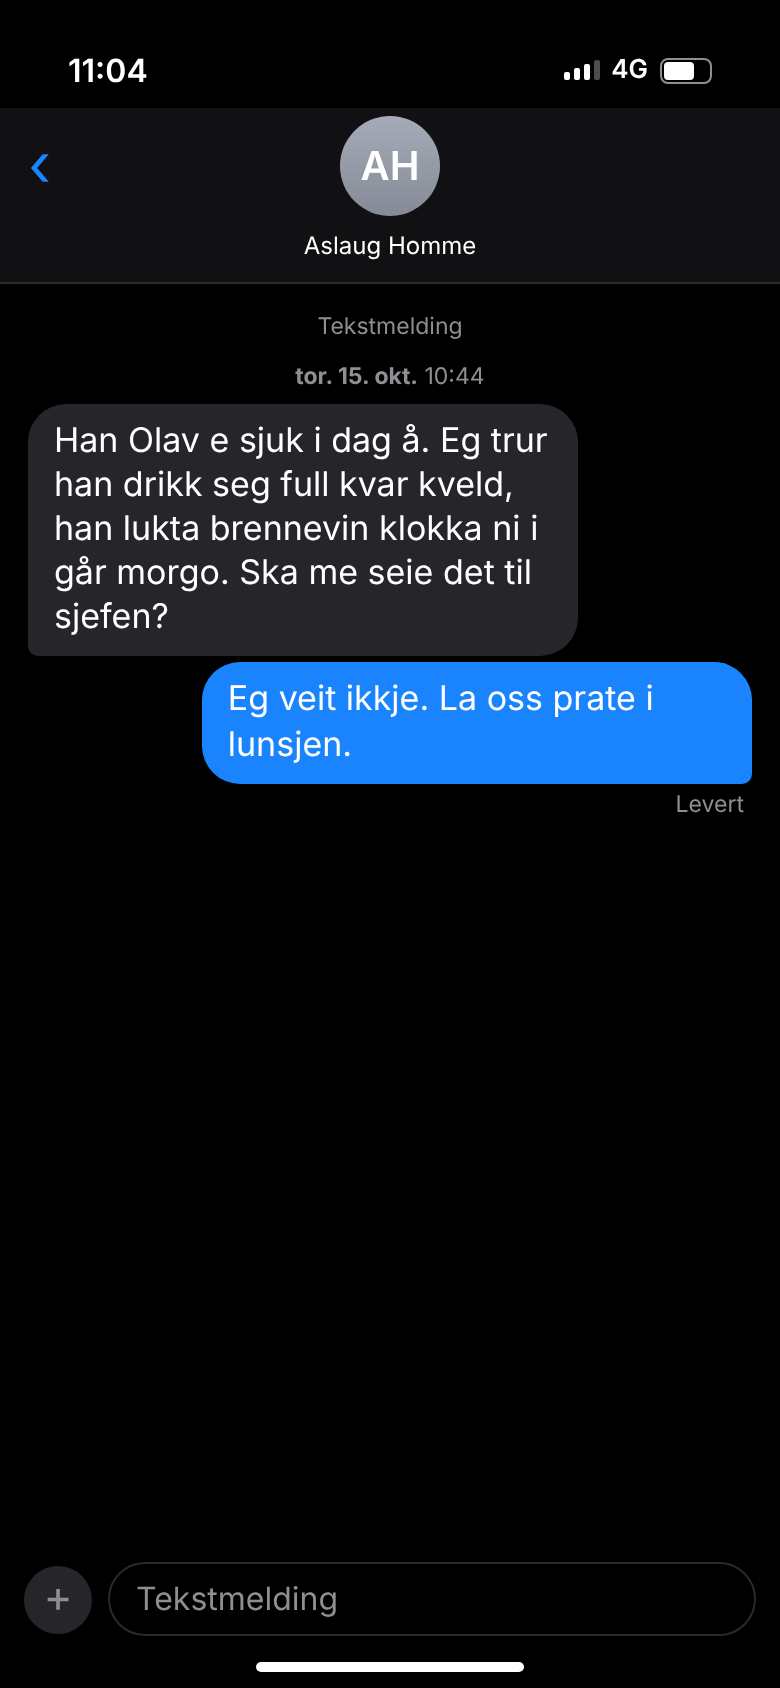 11:04
4G
AH
Aslaug Homme
Tekstmelding
tor. 15. okt. 10:44
Han Olav e sjuk i dag å. Eg trur
han drikk seg full kvar kveld,
han lukta brennevin klokka ni i
går morgo. Ska me seie det til
sjefen?
Eg veit ikkje. La oss prate i
lunsjen.
Levert
+
Tekstmelding